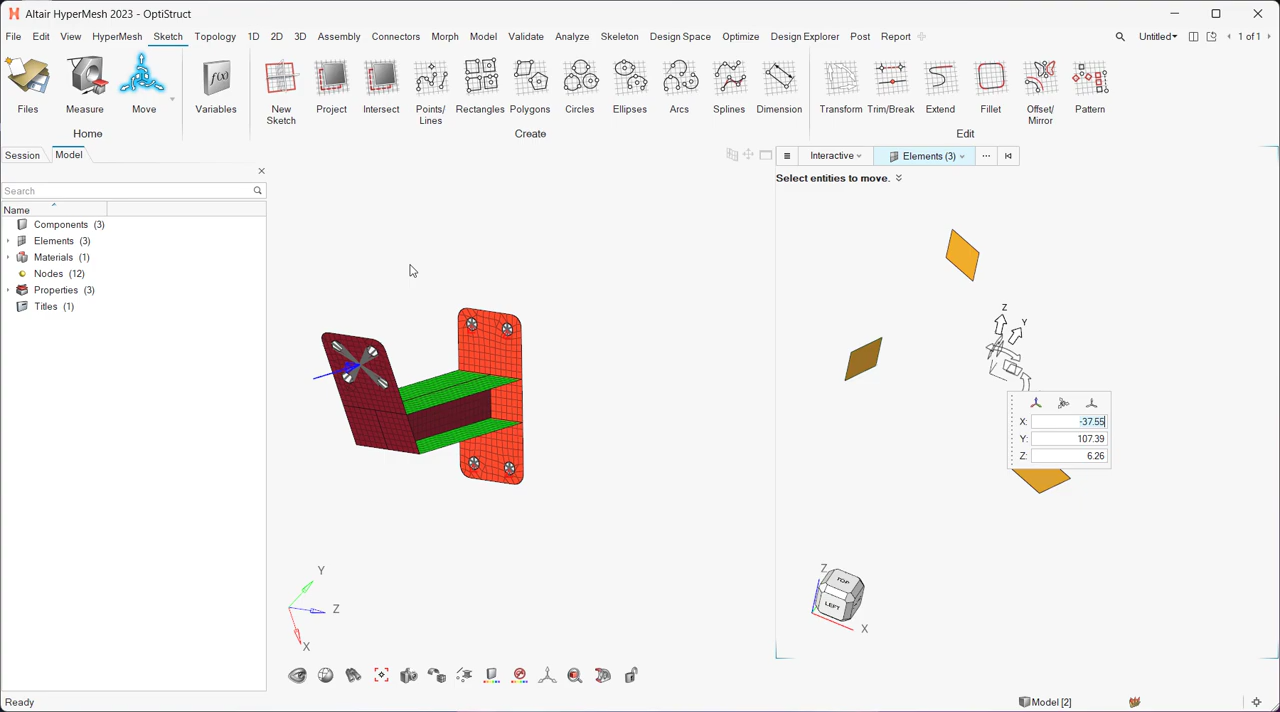 Altair HyperMesh 2023 - OptiStruct
File Edit View HyperMesh Sketch Topology 1D 2D 3D Assembly Connectors Morph Model Validate Analyze Skeleton Design Space Optimize Design Explorer Post Report
Untitled 1 of 1
f(x)
Files Measure Move Variables New Sketch Project Intersect Points/Lines Rectangles Polygons Circles Ellipses Arcs Splines Dimension Transform Trim/Break Extend Fillet Offset/Mirror Pattern
Home Create Edit
Session Model
Interactive Elements (3)
Select entities to move.
Search
Name
Components (3)
Elements (3)
Materials (1)
Nodes (12)
Properties (3)
Titles (1)
Z
Y
X: -37.55
Y: 107.39
Z: 6.26
Y
Z
X
Z
TOP
LEFT
X
Ready
Model [2]